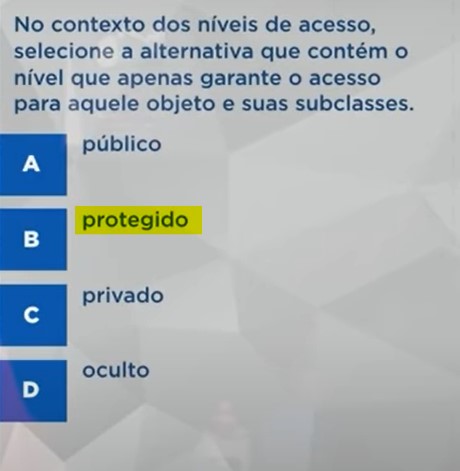 No contexto dos níveis de acesso,
selecione a alternativa que contém o
nível que apenas garante o acesso
para aquele objeto e suas subclasses.
A público
B protegido
C privado
D oculto